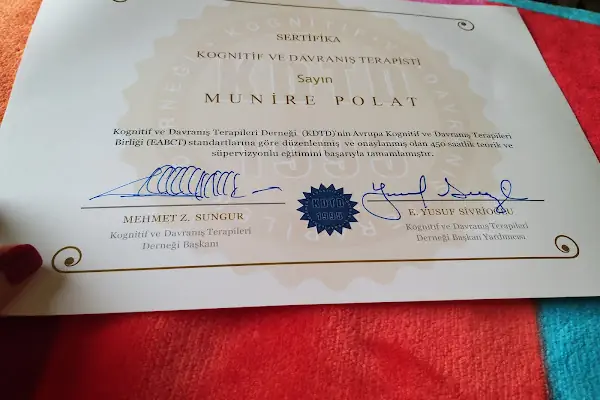 SERTİFİKA
KOGNİTİF VE DAVRANIŞ TERAPİSTİ
Sayın
MUNİRE POLAT
Kognitif ve Davranış Terapileri Derneği (KDTD)'nin Avrupa Kognitif ve Davranış Terapileri
Birliği (EABCT) standartlarına göre düzenlenmiş ve onaylanmış olan 450 saatlik teorik ve
süpervizyonlu eğitimini başarıyla tamamlamıştır.
KDTD
1995
MEHMET Z. SUNGUR
Kognitif ve Davranış Terapileri
Derneği Başkanı
E. YUSUF SİVRİOĞLU
Kognitif ve Davranış Terapileri
Derneği Başkan Yardımcısı